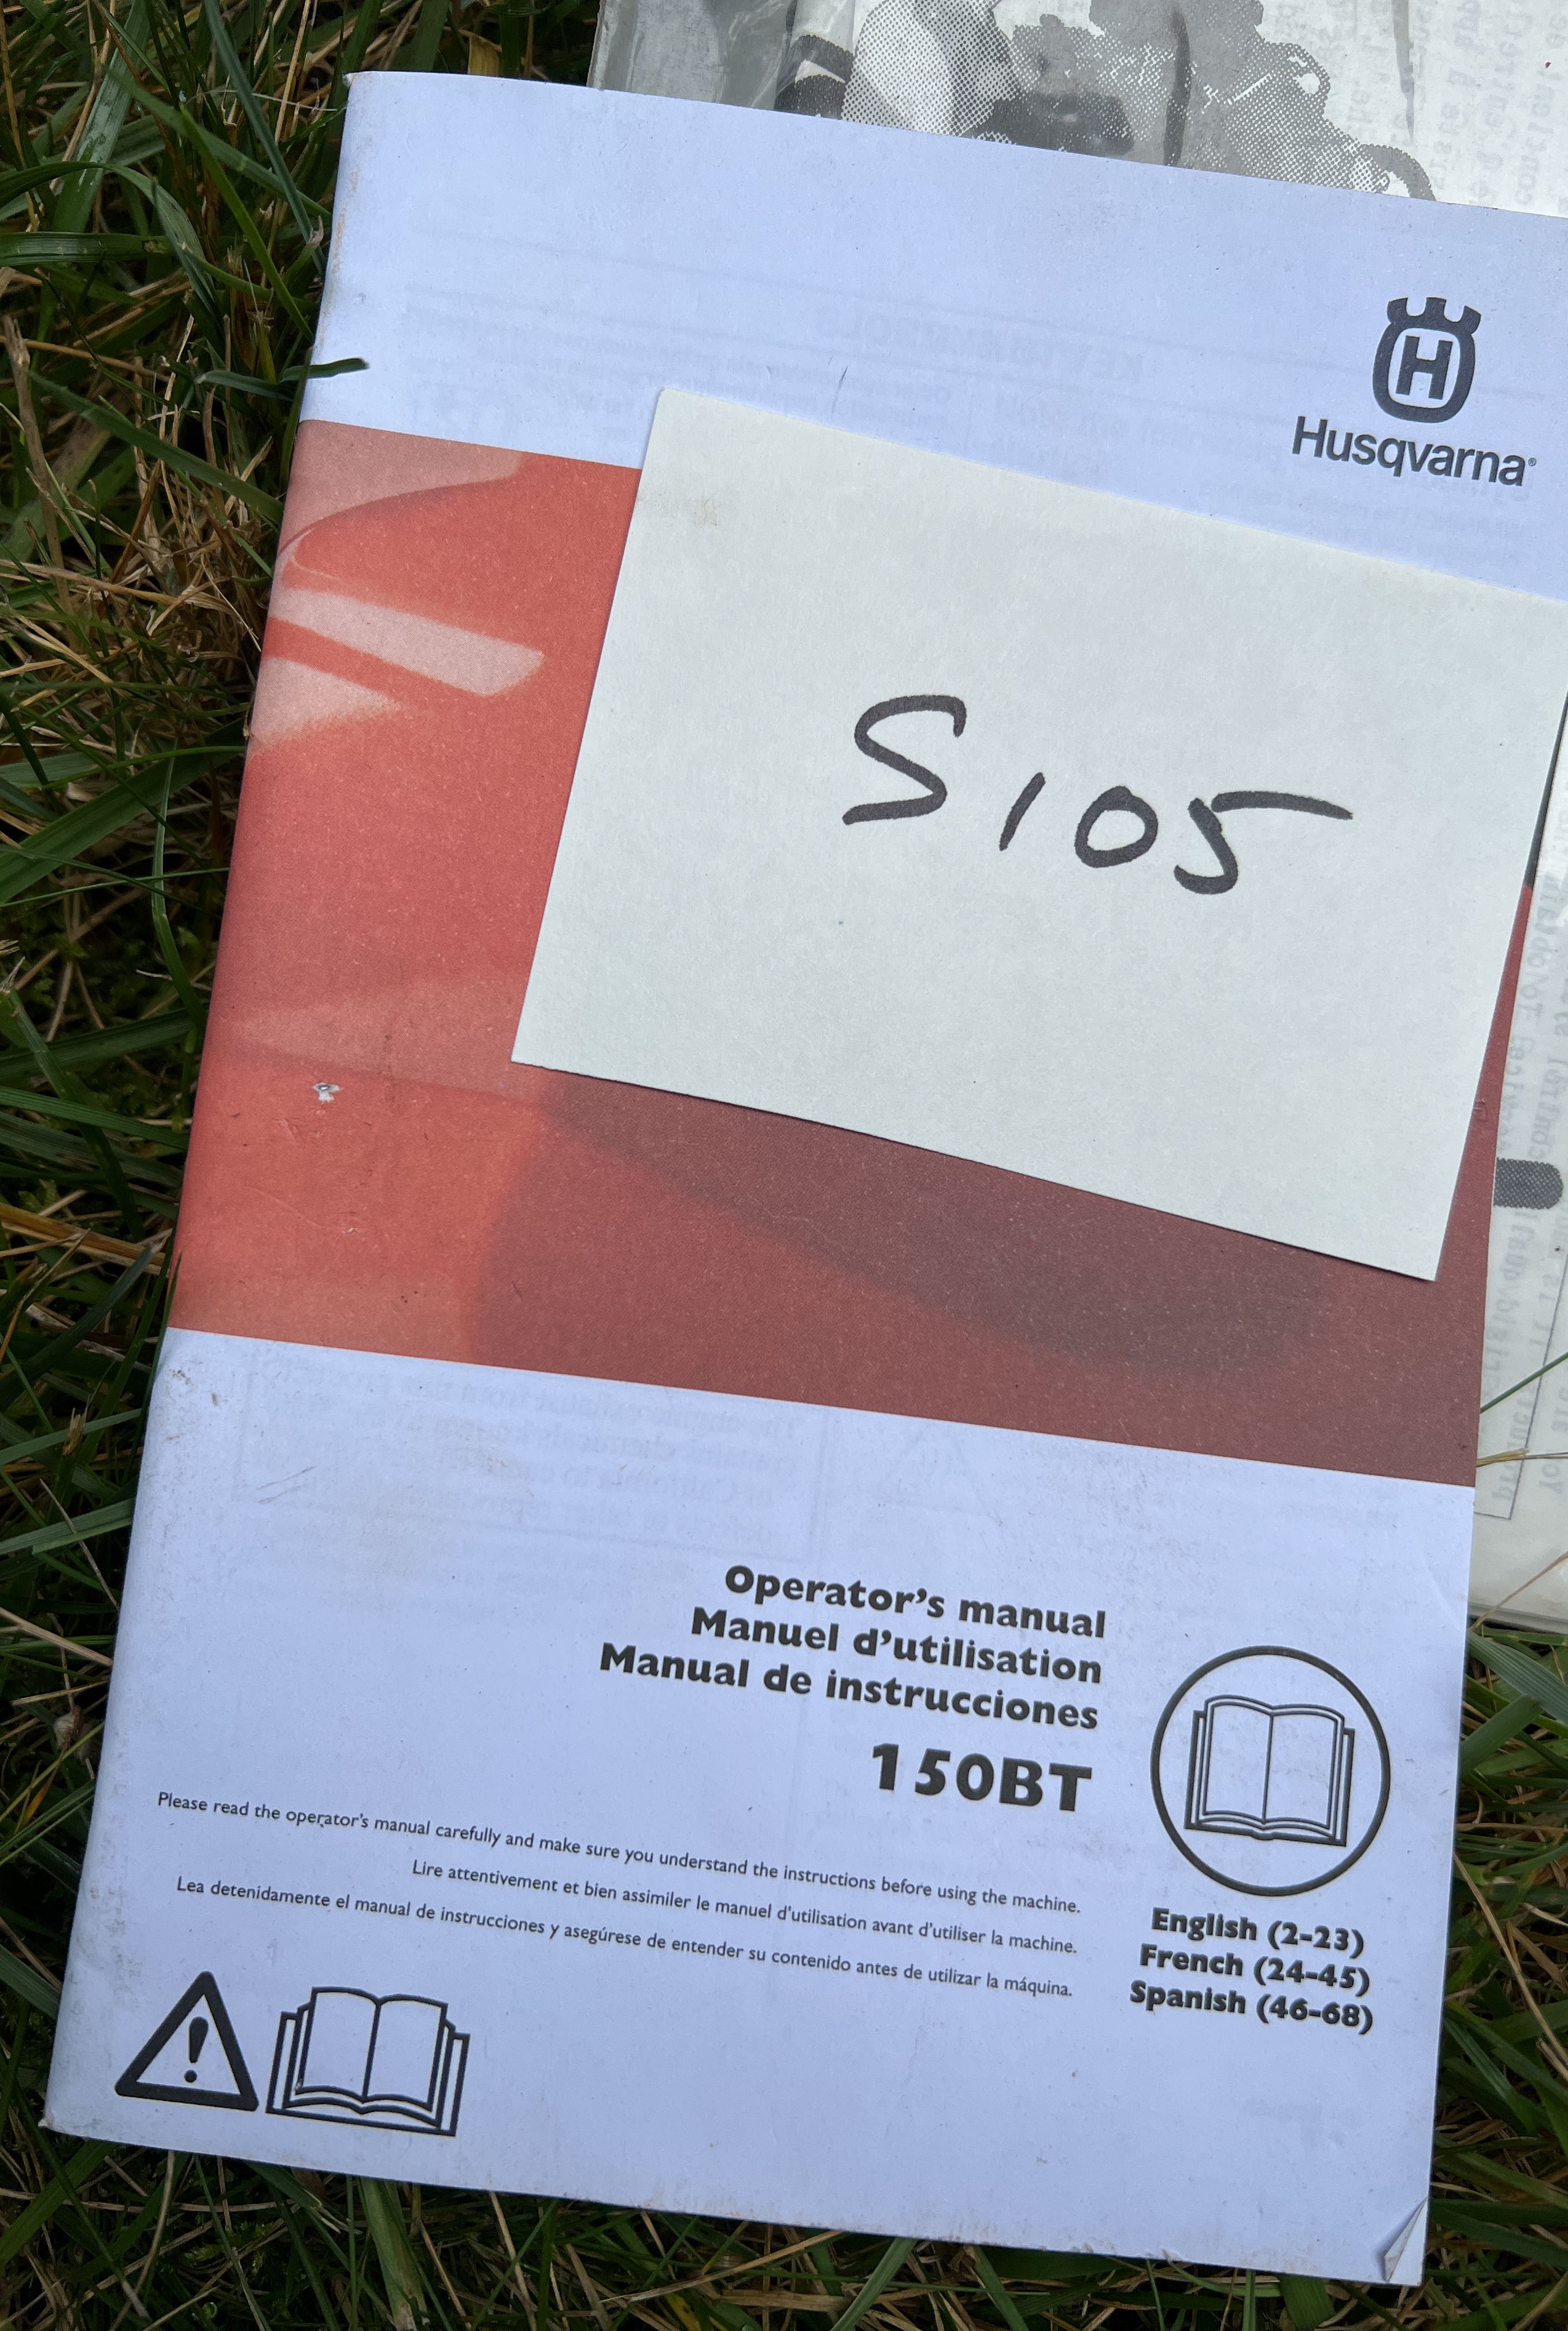 Husqvarna®
S105
Operator's manual
Manuel d'utilisation
Manual de instrucciones
150BT
Please read the operator's manual carefully and make sure you understand the instructions before using the machine.
Lire attentivement et bien assimiler le manuel d'utilisation avant d'utiliser la machine.
Lea detenidamente el manual de instrucciones y asegúrese de entender su contenido antes de utilizar la máquina.
English (2-23)
French (24-45)
Spanish (46-68)